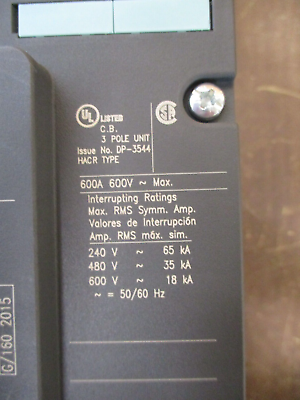 UL LISTED
C.B.
3 POLE UNIT
Issue No. DP-3544
HACR TYPE
SA
600A 600V ~ Max.
Interrupting Ratings
Max. RMS Symm. Amp.
Valores de Interrupción
Amp. RMS máx. sim.
240 V ~ 65 kA
480 V ~ 35 kA
600 V ~ 18 kA
~ = 50/60 Hz
G/160 2015